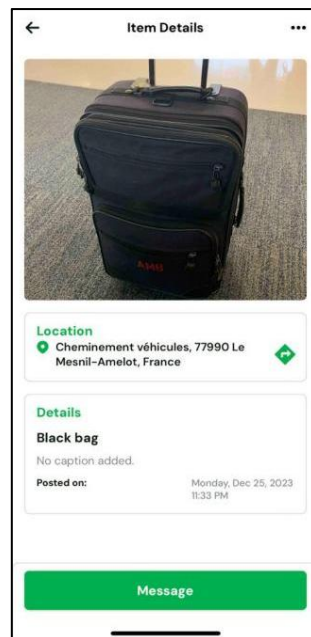 Item Details
AMB
Location
Cheminement véhicules, 77990 Le
Mesnil-Amelot, France
Details
Black bag
No caption added.
Posted on:
Monday, Dec 25, 2023
11:33 PM
Message